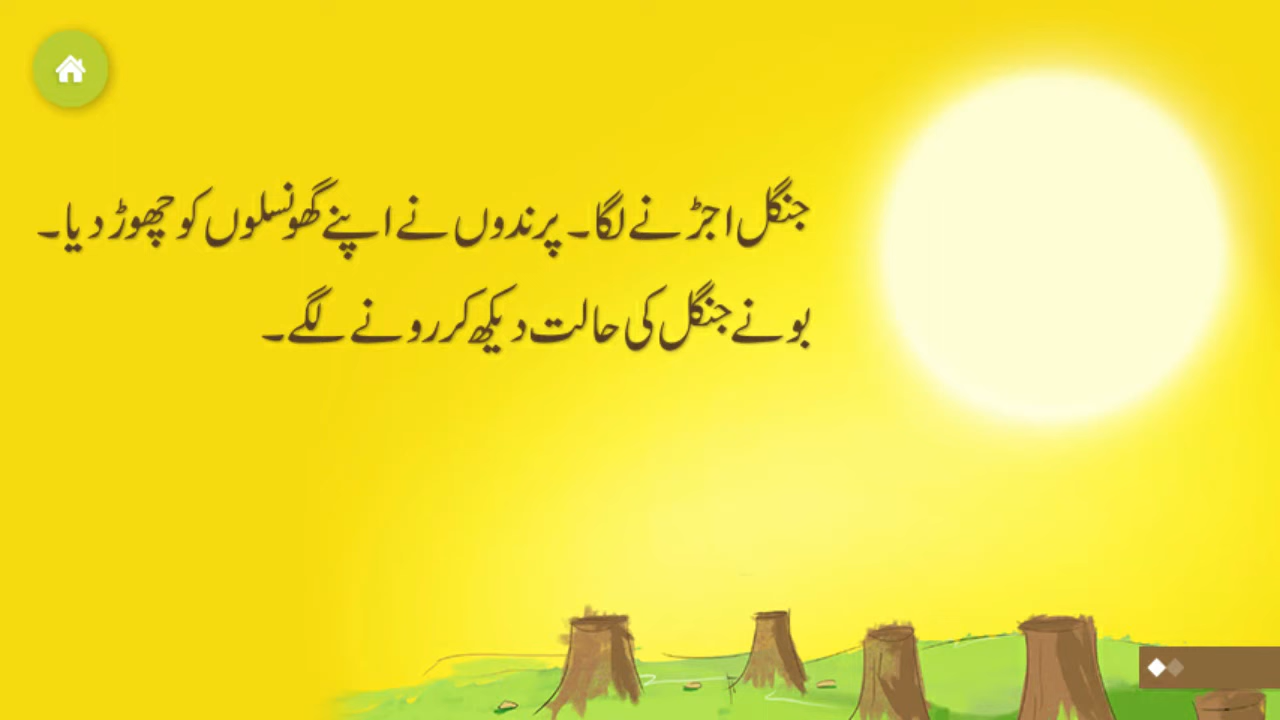 جنگل اجڑنے لگا۔ پرندوں نے اپنے گھونسلوں کو چھوڑ دیا۔
بونے جنگل کی حالت دیکھ کر رونے لگے۔